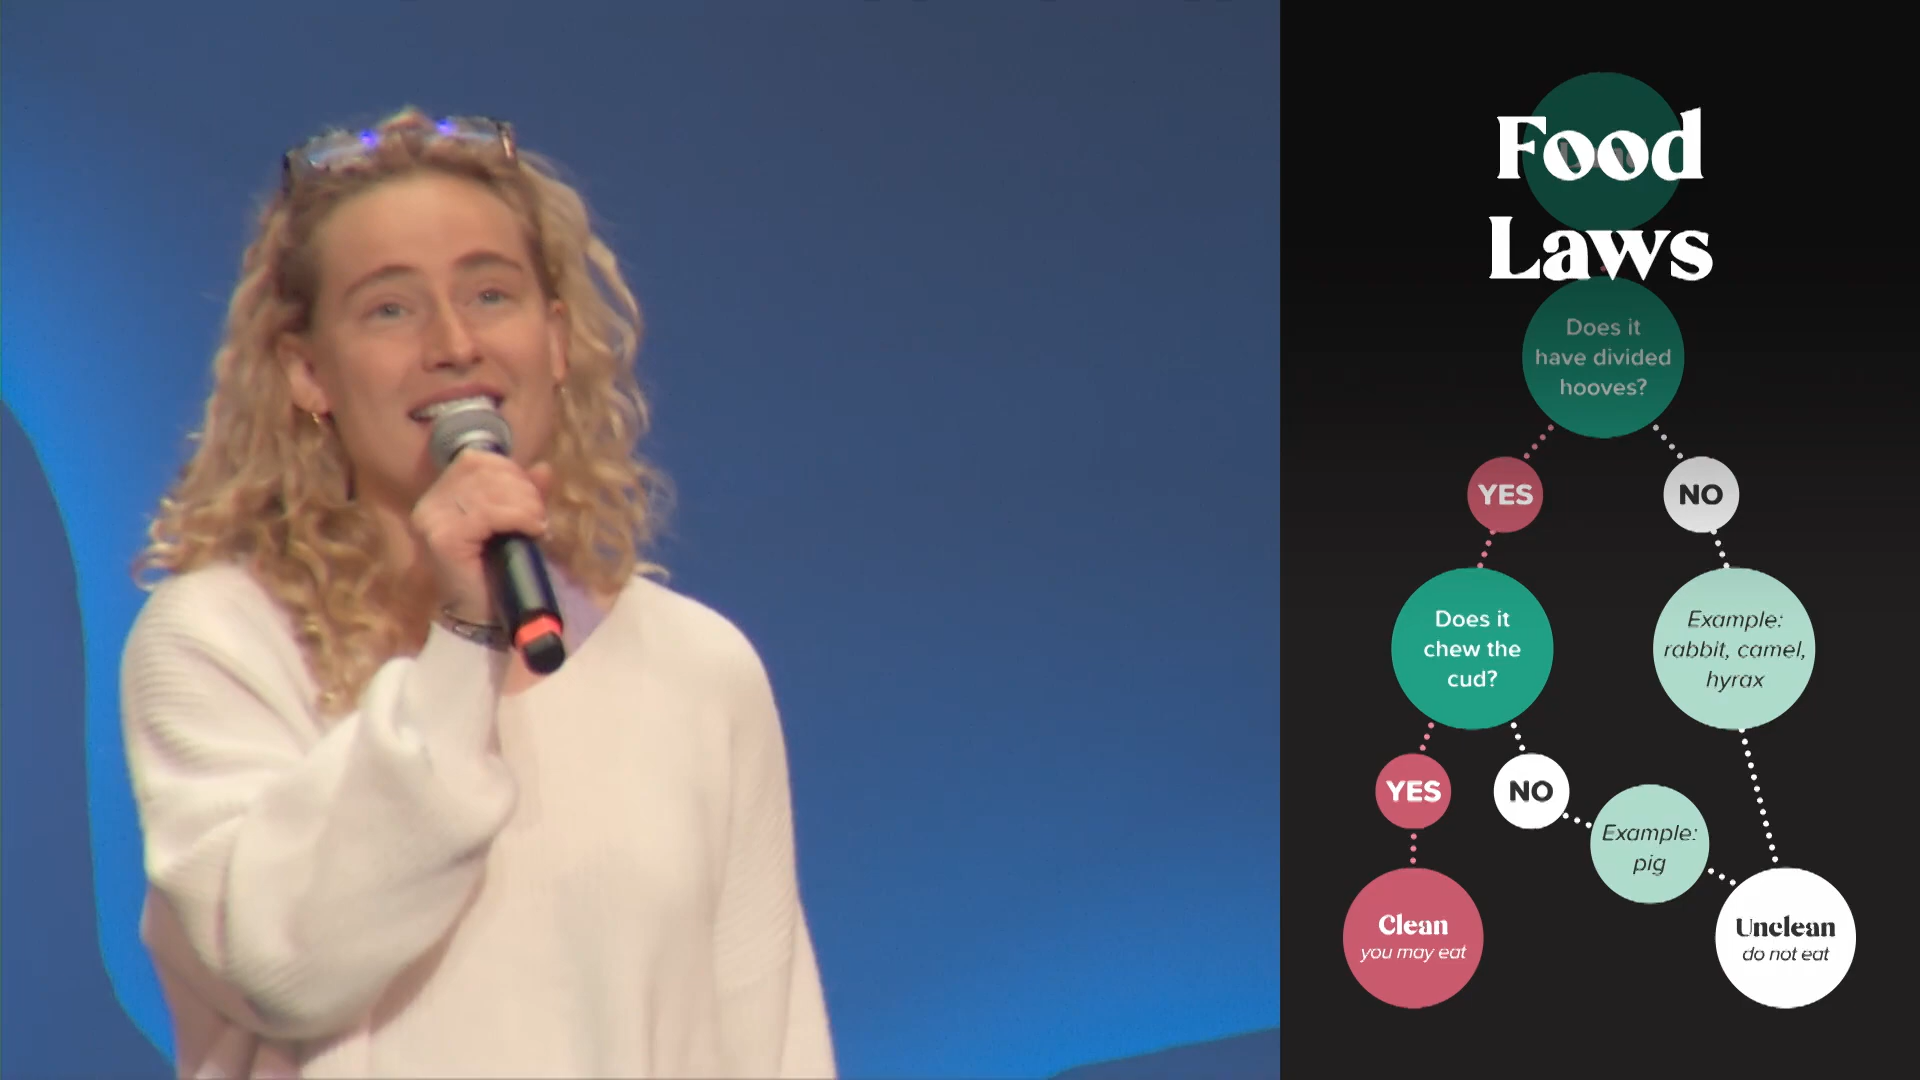 Food
Laws
Does it
have divided
hooves?
YES
NO
Does it
chew the
cud?
Example:
rabbit, camel,
hyrax
YES
NO
Example:
pig
Clean
you may eat
Unclean
do not eat